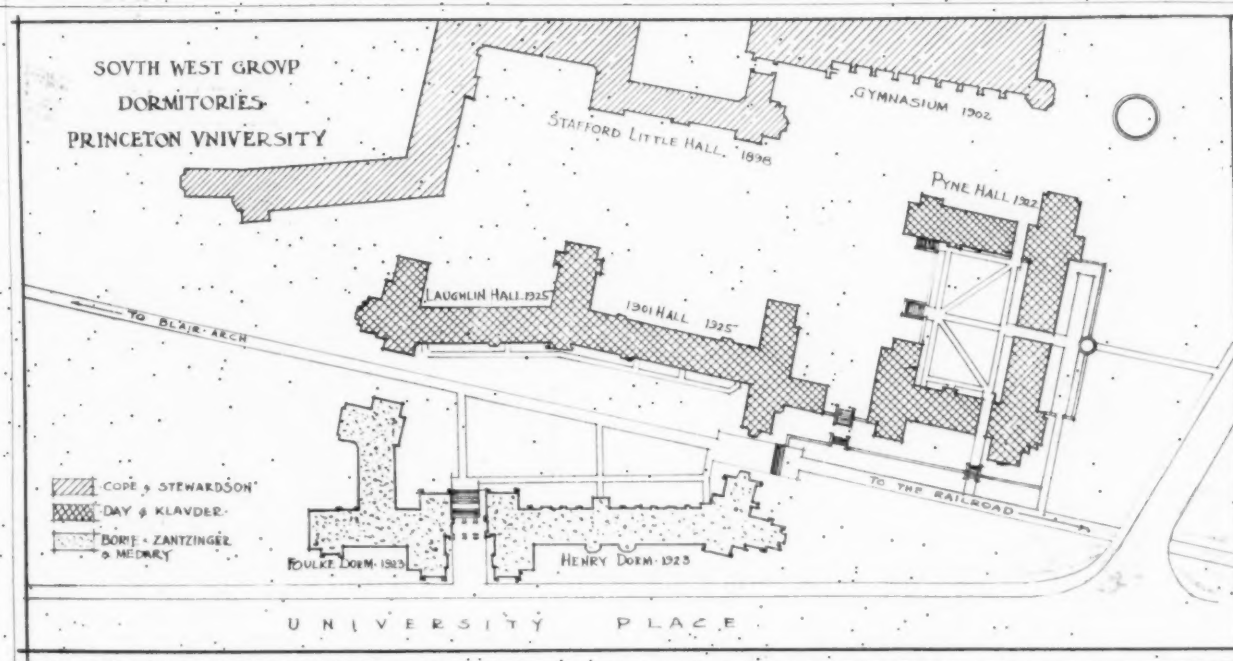 SOVTH WEST GROVP
DORMITORIES
PRINCETON VNIVERSITY
GYMNASIUM 1902
STAFFORD LITTLE HALL. 1898
PYNE HALL 1922
LAUGHLIN HALL 1925
1901 HALL 1925
TO BLAIR ARCH
COPE & STEWARDSON
DAY & KLAVDER
BORIE - ZANTZINGER
& MEDARY
TO THE RAILROAD
FOULKE DORM · 1923
HENRY DORM · 1923
UNIVERSITY PLACE